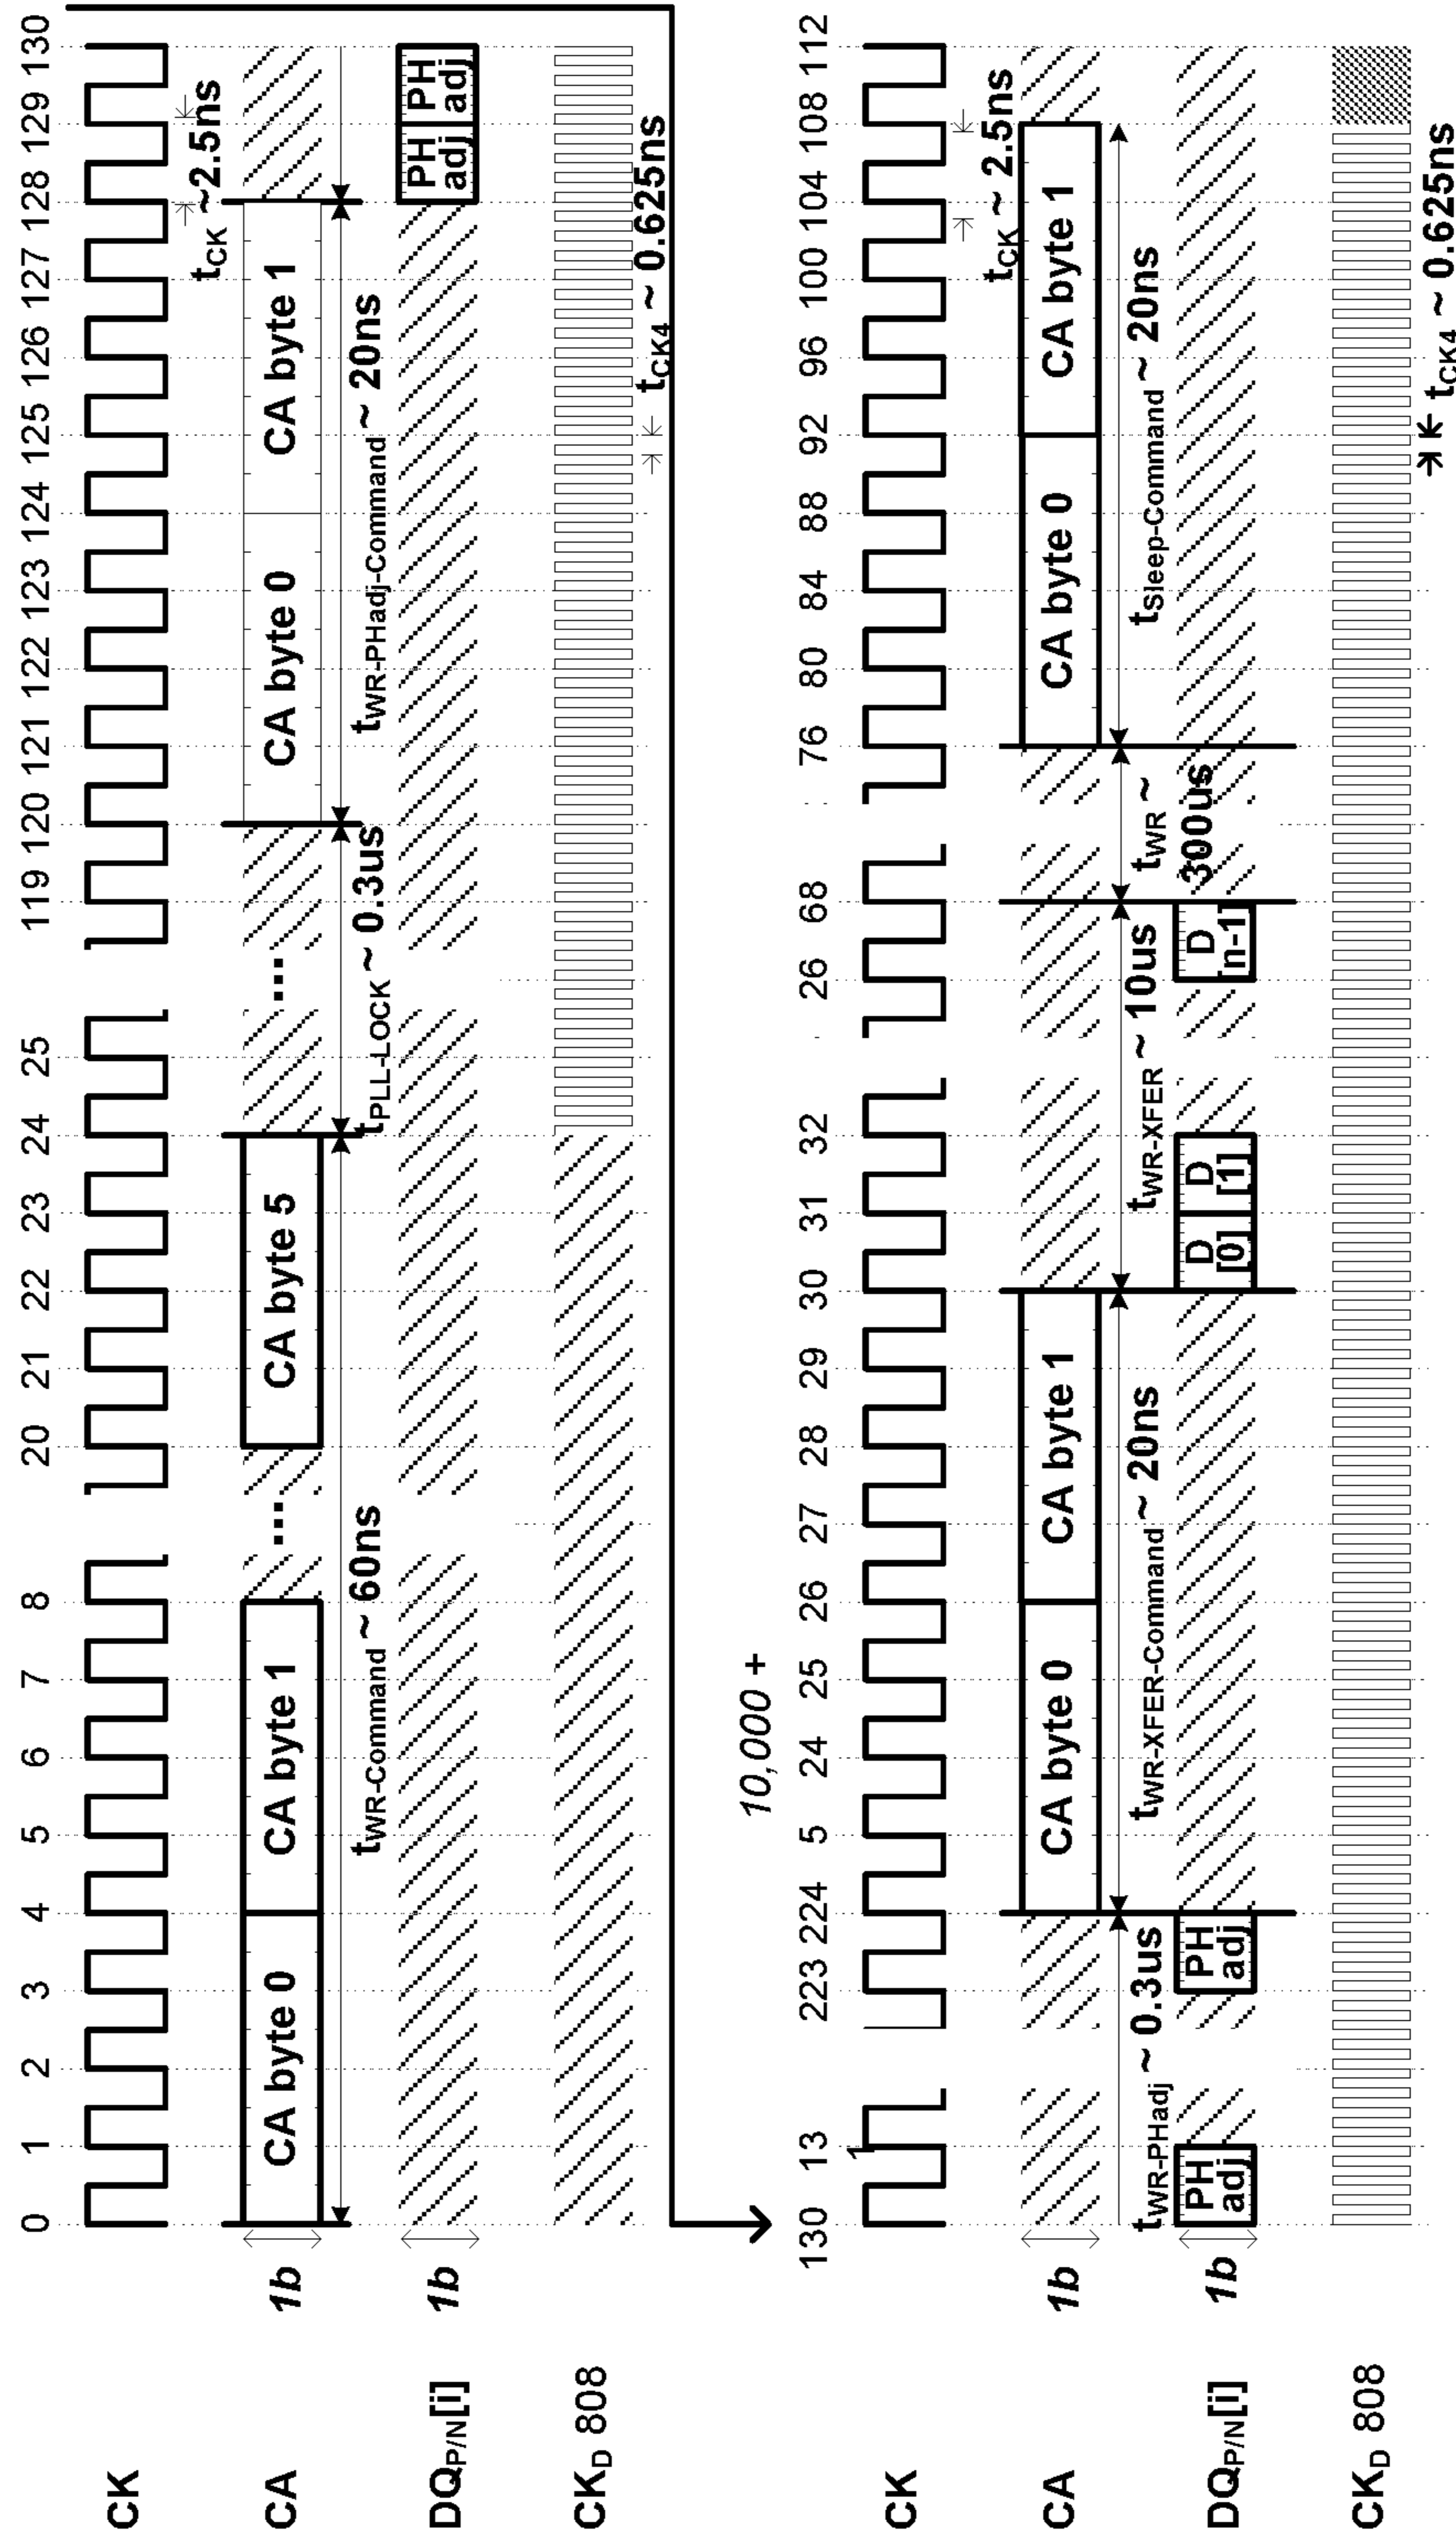 0 1 2 3 4 5 6 7 8 20 21 22 23 24 25 119 120 121 122 123 124 125 126 127 128 129 130
CK
tCK ~2.5ns
CA
1b
CA byte 0
CA byte 1
...
CA byte 5
...
CA byte 0
CA byte 1
tWR-Command ~ 60ns
tPLL-LOCK ~ 0.3us
tWR-PHadj-Command ~ 20ns
DQP/N[i]
1b
PH adj
PH adj
CKD 808
tCK4 ~ 0.625ns
10,000 +
130 13 1 223 224 5 24 25 26 27 28 29 30 31 32 26 68 76 80 84 88 92 96 100 104 108 112
CK
tCK ~ 2.5ns
CA
1b
CA byte 0
CA byte 1
CA byte 0
CA byte 1
tWR-PHadj ~ 0.3us
tWR-XFER-Command ~ 20ns
tWR-XFER ~ 10us
tWR ~ 300us
tSleep-Command ~ 20ns
DQP/N[i]
1b
PH adj
PH adj
D [0]
D [1]
D [n-1]
CKD 808
tCK4 ~ 0.625ns